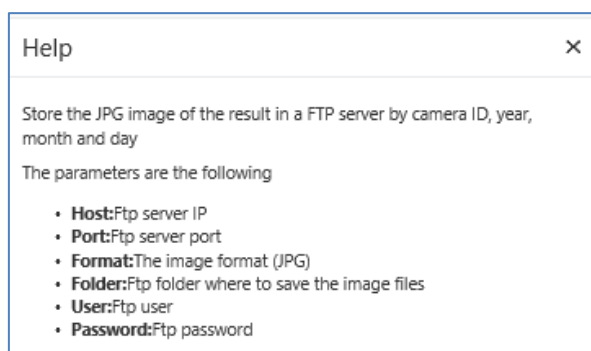 Help
Store the JPG image of the result in a FTP server by camera ID, year,
month and day
The parameters are the following
• Host:Ftp server IP
• Port:Ftp server port
• Format:The image format (JPG)
• Folder:Ftp folder where to save the image files
• User:Ftp user
• Password:Ftp password